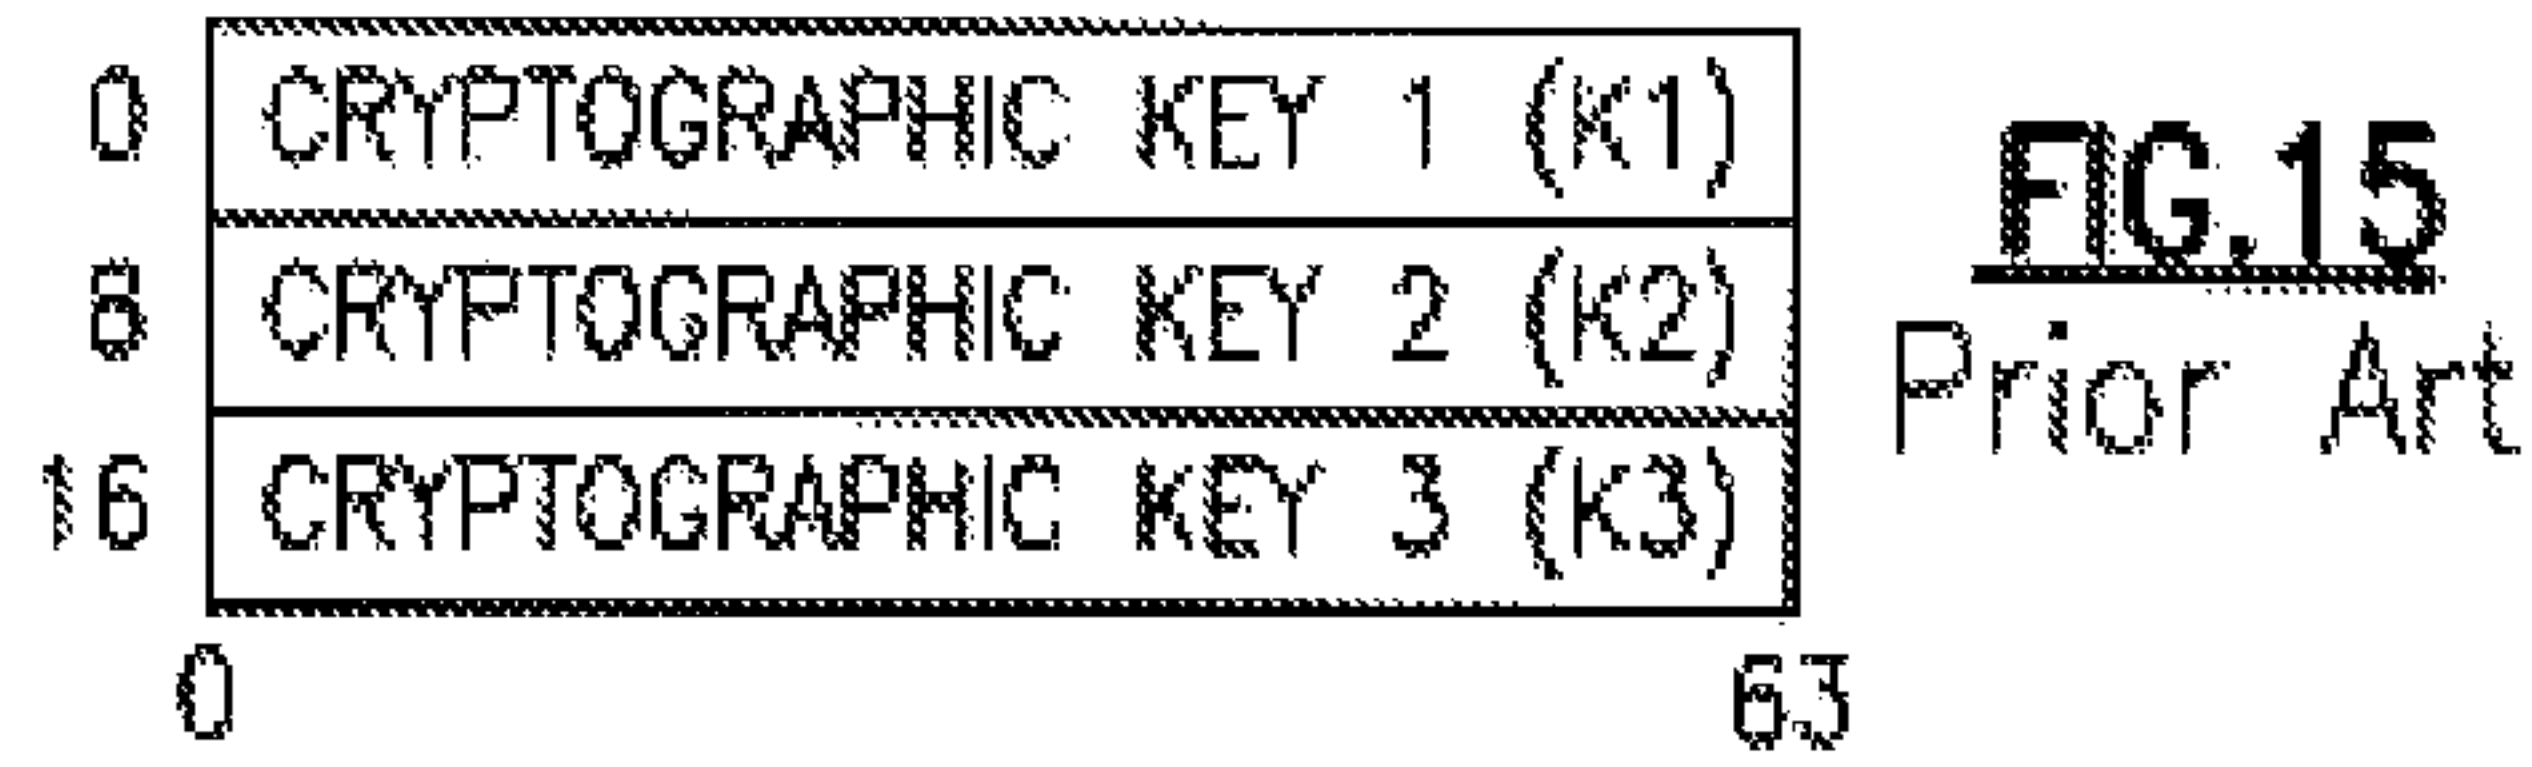 0 CRYPTOGRAPHIC KEY 1 (K1)
8 CRYPTOGRAPHIC KEY 2 (K2)
16 CRYPTOGRAPHIC KEY 3 (K3)
0 63
FIG.15
Prior Art